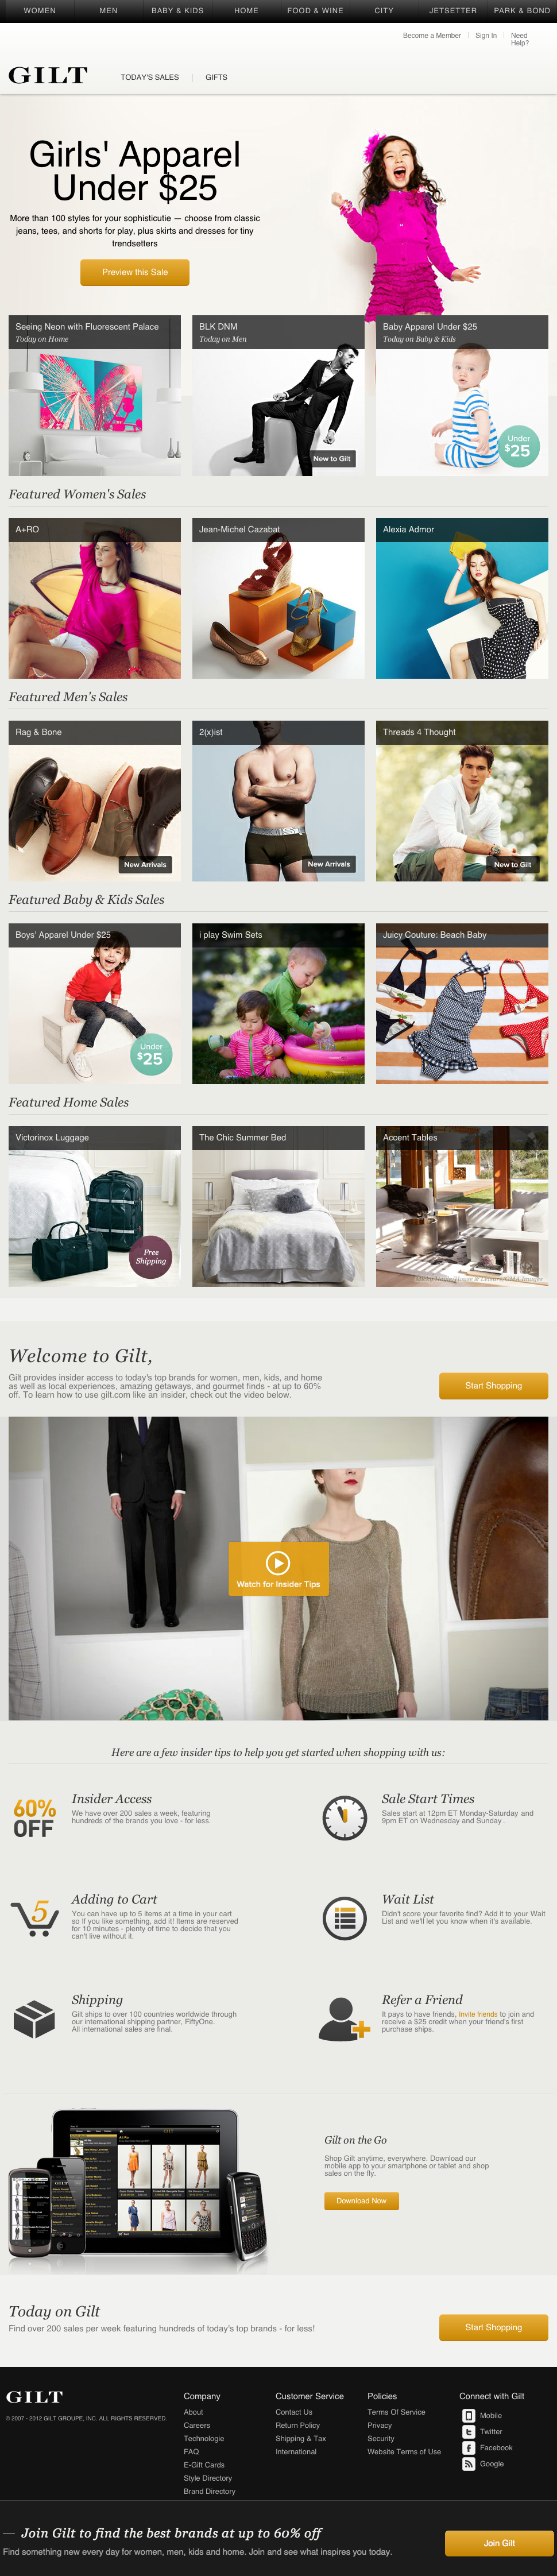 WOMEN MEN BABY & KIDS HOME FOOD & WINE CITY JETSETTER PARK & BOND
Become a Member Sign In Need
Help?
GILT
TODAY'S SALES GIFTS
Girls' Apparel
Under $25
More than 100 styles for your sophisticutie — choose from classic
jeans, tees, and shorts for play, plus skirts and dresses for tiny
trendsetters
Preview this Sale
Seeing Neon with Fluorescent Palace
Today on Home
BLK DNM
Today on Men
New to Gilt
Baby Apparel Under $25
Today on Baby & Kids
Under
$25
Featured Women's Sales
A+RO
Jean-Michel Cazabat
Alexia Admor
Featured Men's Sales
Rag & Bone
New Arrivals
2(x)ist
New Arrivals
Threads 4 Thought
New to Gilt
Featured Baby & Kids Sales
Boys' Apparel Under $25
Under
$25
i play Swim Sets
Juicy Couture: Beach Baby
Featured Home Sales
Victorinox Luggage
Free
Shipping
The Chic Summer Bed
Accent Tables
Welcome to Gilt,
Gilt provides insider access to today's top brands for women, men, kids, and home
as well as local experiences, amazing getaways, and gourmet finds - at up to 60%
off. To learn how to use gilt.com like an insider, check out the video below.
Start Shopping
Watch for Insider Tips
Here are a few insider tips to help you get started when shopping with us:
60%
OFF
Insider Access
We have over 200 sales a week, featuring
hundreds of the brands you love - for less.
Sale Start Times
Sales start at 12pm ET Monday-Saturday and
9pm ET on Wednesday and Sunday.
5
Adding to Cart
You can have up to 5 items at a time in your cart
so If you like something, add it! Items are reserved
for 10 minutes - plenty of time to decide that you
can't live without it.
Wait List
Didn't score your favorite find? Add it to your Wait
List and we'll let you know when it's available.
Shipping
Gilt ships to over 100 countries worldwide through
our international shipping partner, FiftyOne.
All international sales are final.
Refer a Friend
It pays to have friends, Invite friends to join and
receive a $25 credit when your friend's first
purchase ships.
GILT
Gilt on the Go
Shop Gilt anytime, everywhere. Download our
mobile app to your smartphone or tablet and shop
sales on the fly.
Download Now
Today on Gilt
Find over 200 sales per week featuring hundreds of today's top brands - for less!
Start Shopping
GILT
© 2007 - 2012 GILT GROUPE, INC. ALL RIGHTS RESERVED.
Company
About
Careers
Technologie
FAQ
E-Gift Cards
Style Directory
Brand Directory
Customer Service
Contact Us
Return Policy
Shipping & Tax
International
Policies
Terms Of Service
Privacy
Security
Website Terms of Use
Connect with Gilt
Mobile
Twitter
Facebook
Google
— Join Gilt to find the best brands at up to 60% off
Find something new every day for women, men, kids and home. Join and see what inspires you today.
Join Gilt